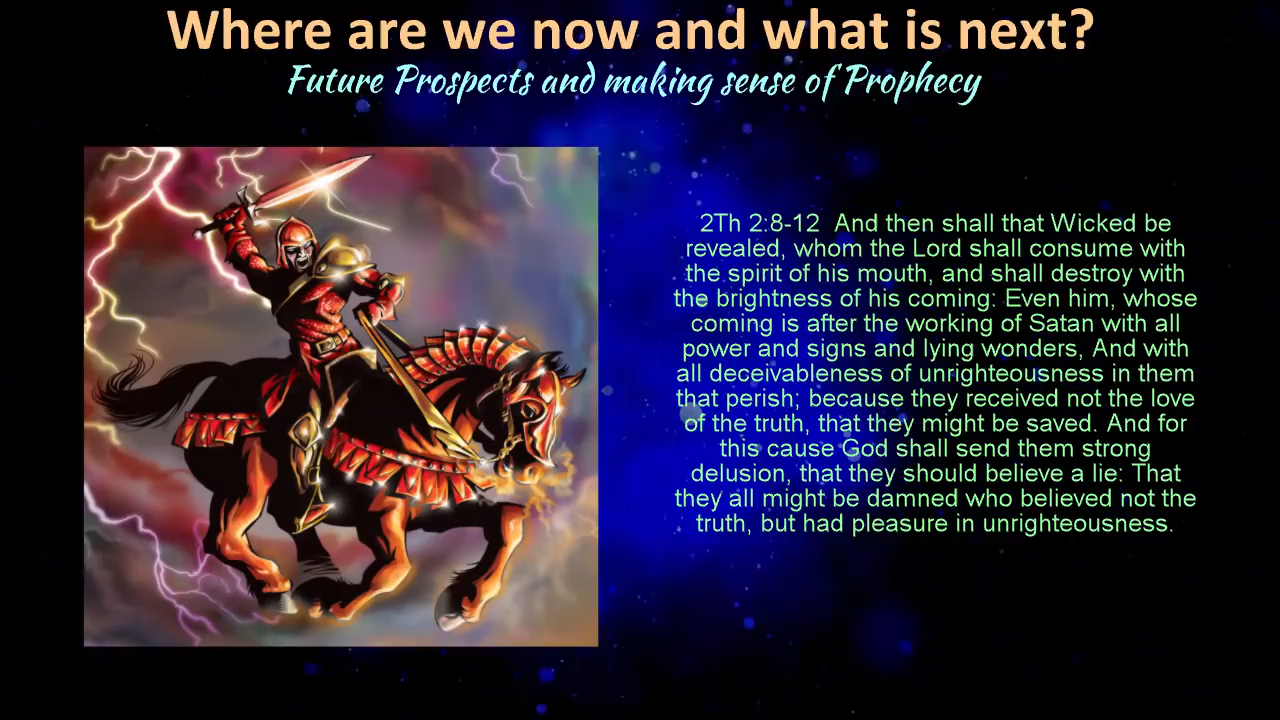 Where are we now and what is next?
Future Prospects and making sense of Prophecy
2Th 2:8-12  And then shall that Wicked be
revealed, whom the Lord shall consume with
the spirit of his mouth, and shall destroy with
the brightness of his coming: Even him, whose
coming is after the working of Satan with all
power and signs and lying wonders, And with
all deceivableness of unrighteousness in them
that perish; because they received not the love
of the truth, that they might be saved. And for
this cause God shall send them strong
delusion, that they should believe a lie: That
they all might be damned who believed not the
truth, but had pleasure in unrighteousness.